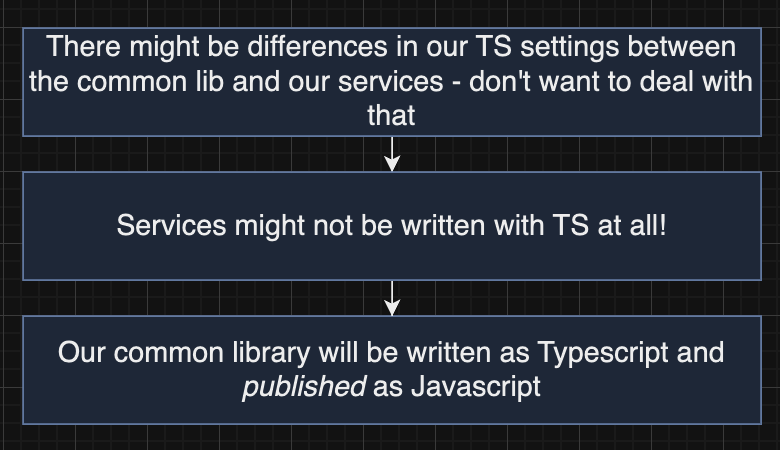 There might be differences in our TS settings between
the common lib and our services - don't want to deal with
that
Services might not be written with TS at all!
Our common library will be written as Typescript and
published as Javascript